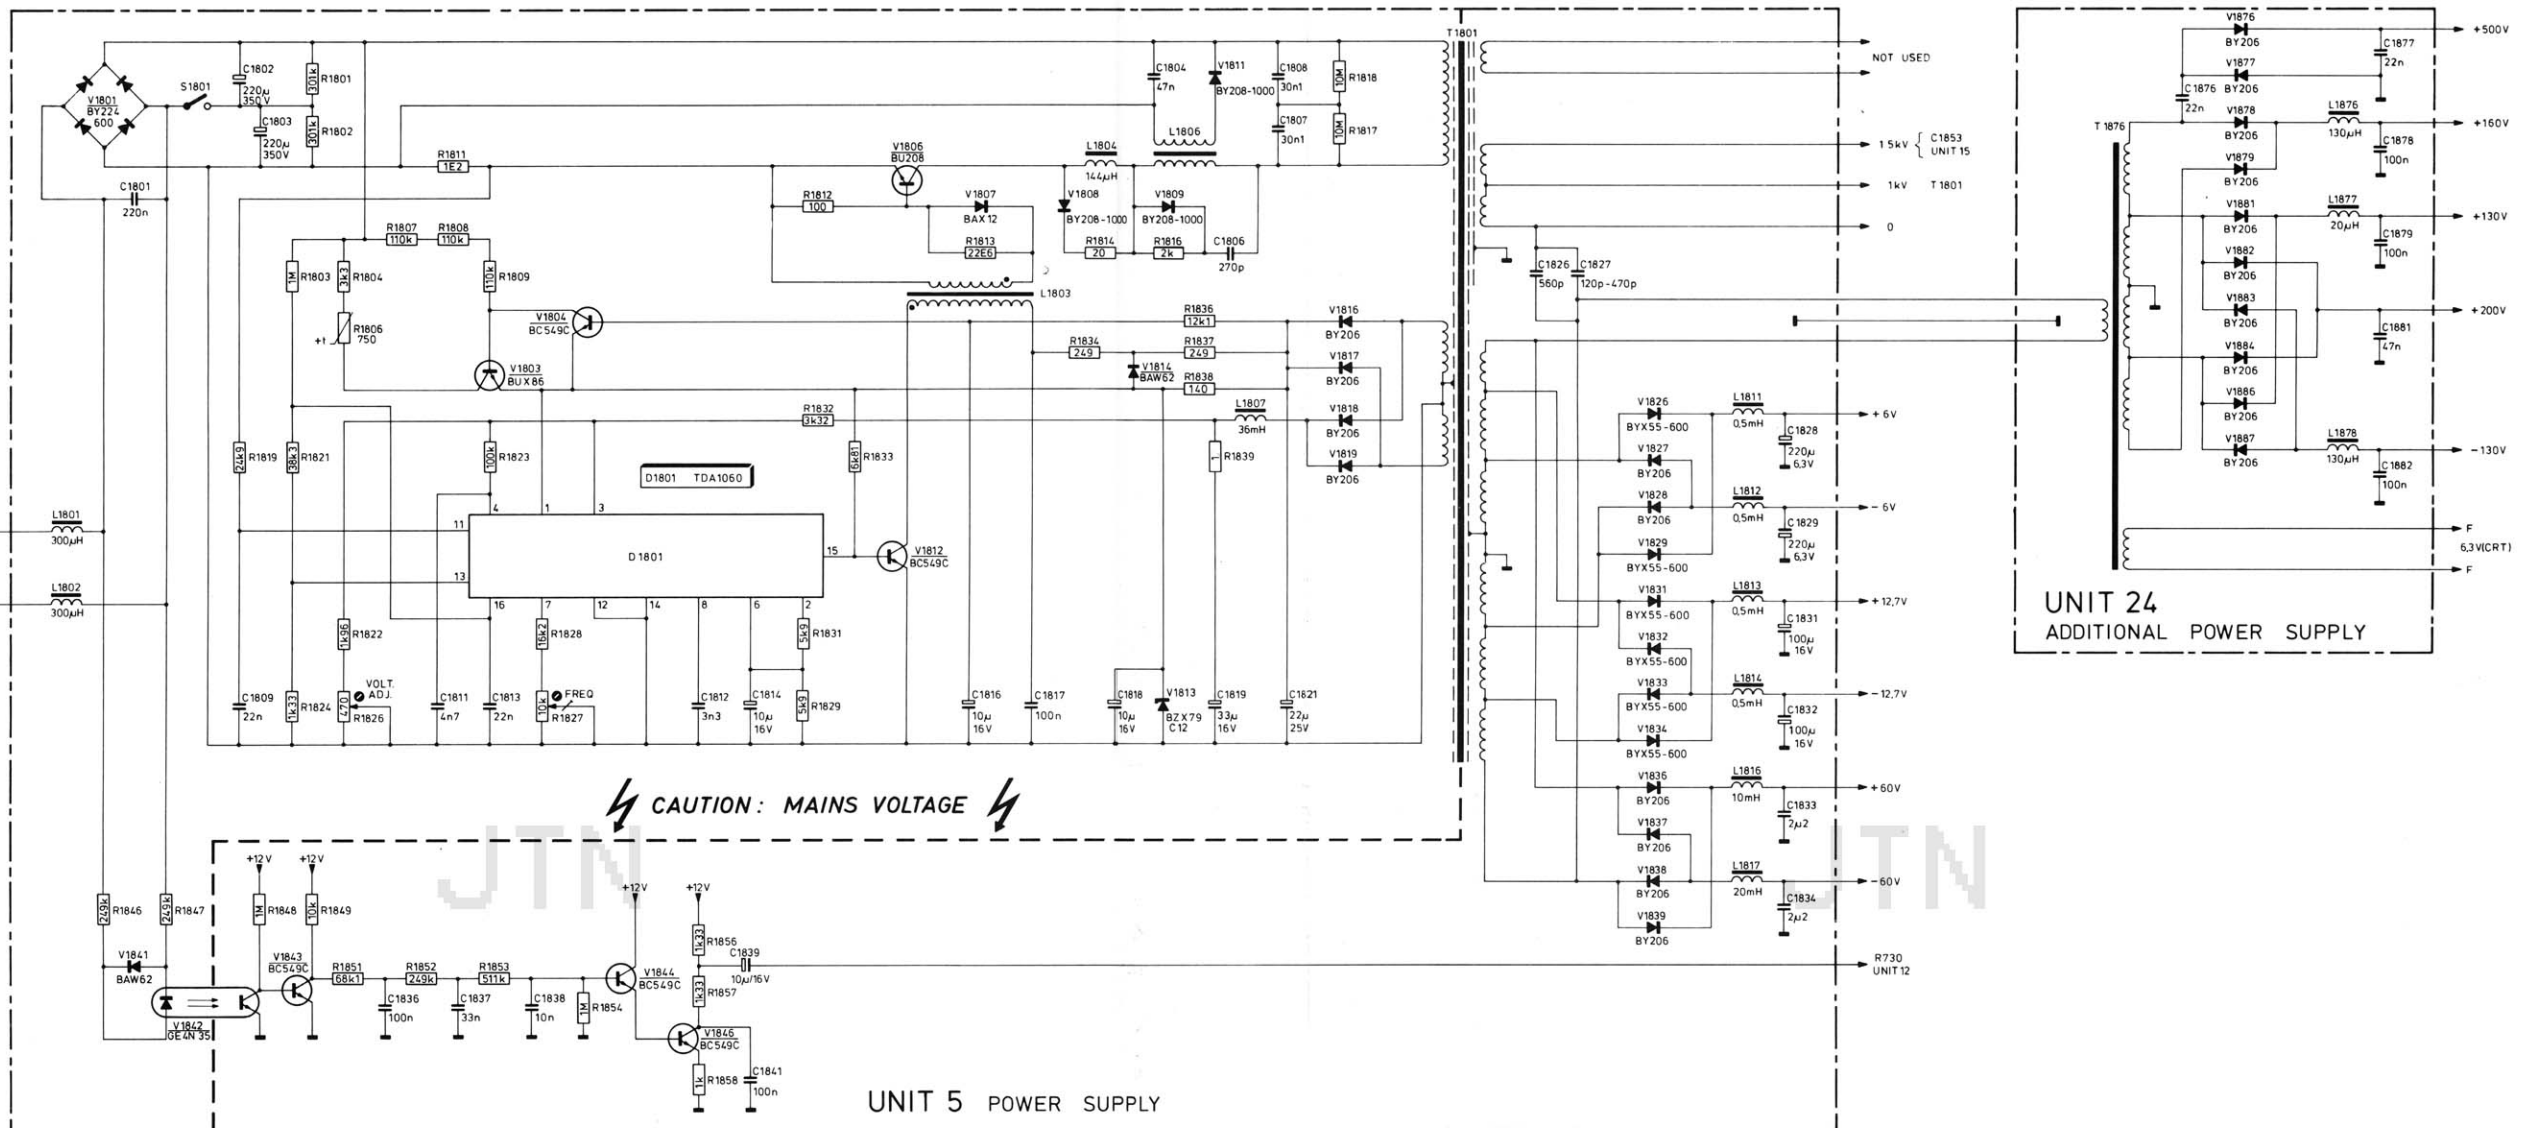 V1801
BY224
600
S1801
C1802
220µ
350V
C1803
220µ
350V
301k R1801
301k R1802
C1801
220n
R1811
1E2
V1806
BU208
R1812
100
V1807
BAX12
R1813
22E6
L1803
L1804
144µH
V1808
BY208-1000
R1814
20
C1804
47n
V1811
BY208-1000
L1806
V1809
BY208-1000
R1816
2k
C1806
270p
C1808
30n1
C1807
30n1
10M R1818
10M R1817
T1801
NOT USED
1.5kV { C1853
UNIT 15
1kV T1801
0
C1826
560p
C1827
120p-470p
R1807
110k
R1808
110k
1M R1803
3k3 R1804
110k R1809
+t R1806
750
V1804
BC549C
V1803
BUX86
R1836
12k1
R1834
249
R1837
249
V1814
BAW62
R1838
140
V1816
BY206
V1817
BY206
V1818
BY206
V1819
BY206
L1807
36mH
R1832
3k32
24k9 R1819
38k3 R1821
100k R1823
6k81 R1833
1 R1839
D1801 TDA1060
4
1
3
11
13
15
D1801
16
7
12
14
8
6
2
V1812
BC549C
L1801
300µH
L1802
300µH
1k96 R1822
16k2 R1828
5k9 R1831
C1809
22n
1k33 R1824
VOLT.
ADJ.
470
R1826
C1811
4n7
C1813
22n
FREQ
10k
R1827
C1812
3n3
C1814
10µ
16V
5k9 R1829
C1816
10µ
16V
C1817
100n
C1818
10µ
16V
V1813
BZX79
C12
C1819
33µ
16V
C1821
22µ
25V
CAUTION: MAINS VOLTAGE
V1826
BYX55-600
V1827
BY206
V1828
BY206
V1829
BYX55-600
V1831
BYX55-600
V1832
BYX55-600
V1833
BYX55-600
V1834
BYX55-600
V1836
BY206
V1837
BY206
V1838
BY206
V1839
BY206
L1811
0,5mH
C1828
220µ
6,3V
+6V
L1812
0,5mH
C1829
220µ
6,3V
-6V
L1813
0,5mH
C1831
100µ
16V
+12,7V
L1814
0,5mH
C1832
100µ
16V
-12,7V
L1816
10mH
C1833
2µ2
+60V
L1817
20mH
C1834
2µ2
-60V
R730
UNIT 12
JTN
JTN
249k R1846
249k R1847
V1841
BAW62
V1842
GE4N35
+12V
+12V
1M R1848
10k R1849
V1843
BC549C
R1851
68k1
R1852
249k
R1853
511k
C1836
100n
C1837
33n
C1838
10n
1M R1854
+12V
+12V
V1844
BC549C
1k33 R1856
C1839
10µ/16V
1k33 R1857
V1846
BC549C
1k R1858
C1841
100n
UNIT 5 POWER SUPPLY
T1876
V1876
BY206
V1877
BY206
C1876
22n
C1877
22n
+500V
V1878
BY206
L1876
130µH
C1878
100n
+160V
V1879
BY206
V1881
BY206
L1877
20µH
C1879
100n
+130V
V1882
BY206
V1883
BY206
C1881
47n
+200V
V1884
BY206
V1886
BY206
V1887
BY206
L1878
130µH
C1882
100n
-130V
F
6,3V(CRT)
F
UNIT 24
ADDITIONAL POWER SUPPLY